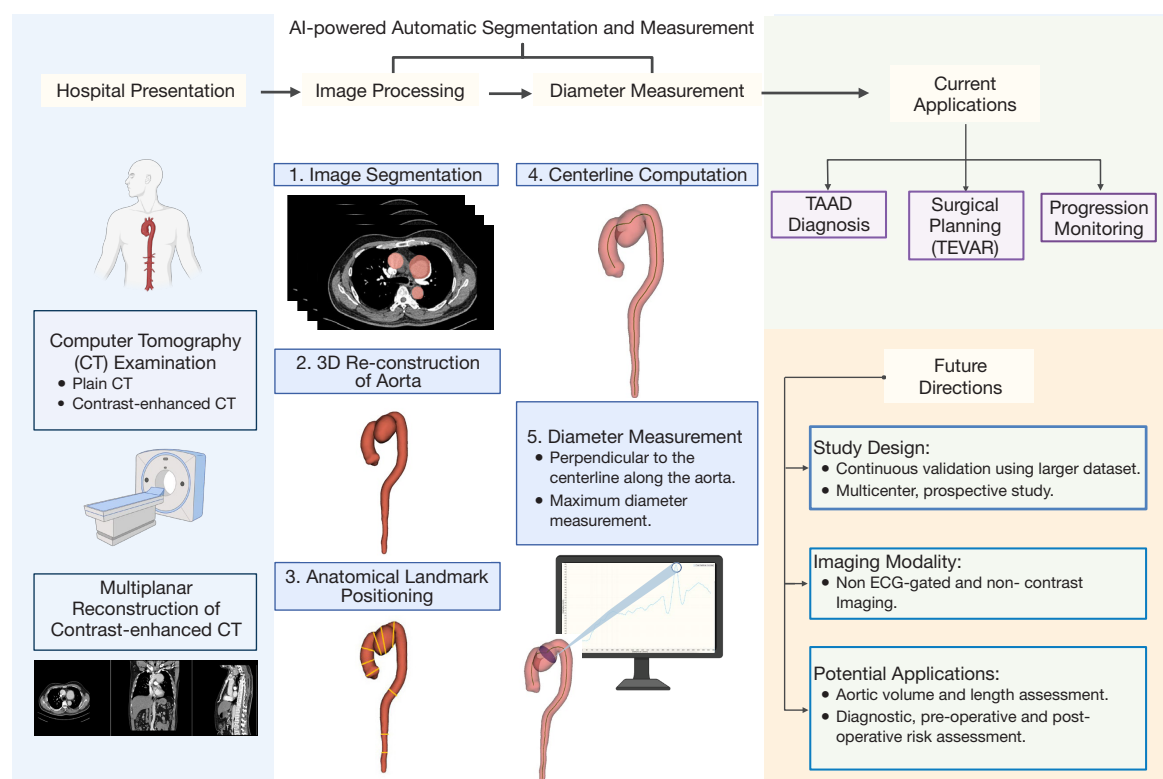 AI-powered Automatic Segmentation and Measurement
Hospital Presentation
Image Processing
Diameter Measurement
Current
Applications
Computer Tomography
(CT) Examination
• Plain CT
• Contrast-enhanced CT
Multiplanar
Reconstruction of
Contrast-enhanced CT
1. Image Segmentation
2. 3D Re-construction
of Aorta
3. Anatomical Landmark
Positioning
4. Centerline Computation
5. Diameter Measurement
• Perpendicular to the
centerline along the aorta.
• Maximum diameter
measurement.
TAAD
Diagnosis
Surgical
Planning
(TEVAR)
Progression
Monitoring
Future
Directions
Study Design:
• Continuous validation using larger dataset.
• Multicenter, prospective study.
Imaging Modality:
• Non ECG-gated and non- contrast
Imaging.
Potential Applications:
• Aortic volume and length assessment.
• Diagnostic, pre-operative and post-
operative risk assessment.